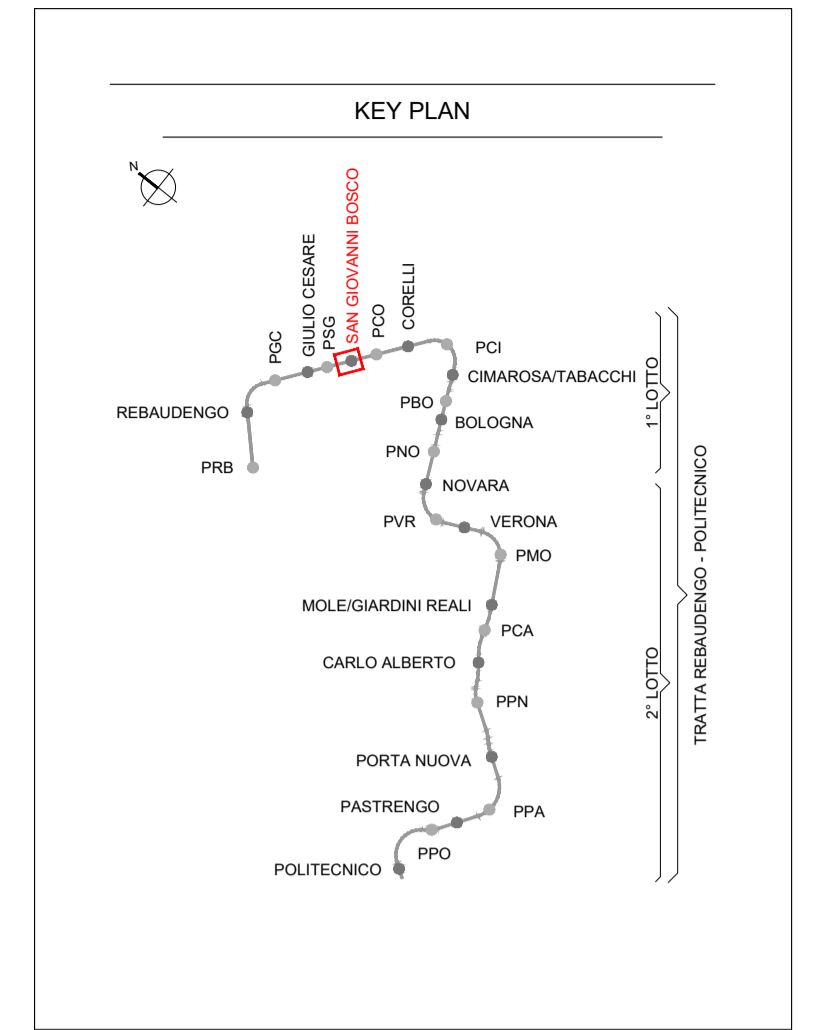 KEY PLAN
N
PGC
GIULIO CESARE
PSG
SAN GIOVANNI BOSCO
PCO
CORELLI
PCI
CIMAROSA/TABACCHI
REBAUDENGO
PBO
BOLOGNA
PNO
PRB
NOVARA
PVR
VERONA
PMO
MOLE/GIARDINI REALI
PCA
CARLO ALBERTO
PPN
PORTA NUOVA
PASTRENGO
PPA
PPO
POLITECNICO
1° LOTTO
2° LOTTO
TRATTA REBAUDENGO - POLITECNICO